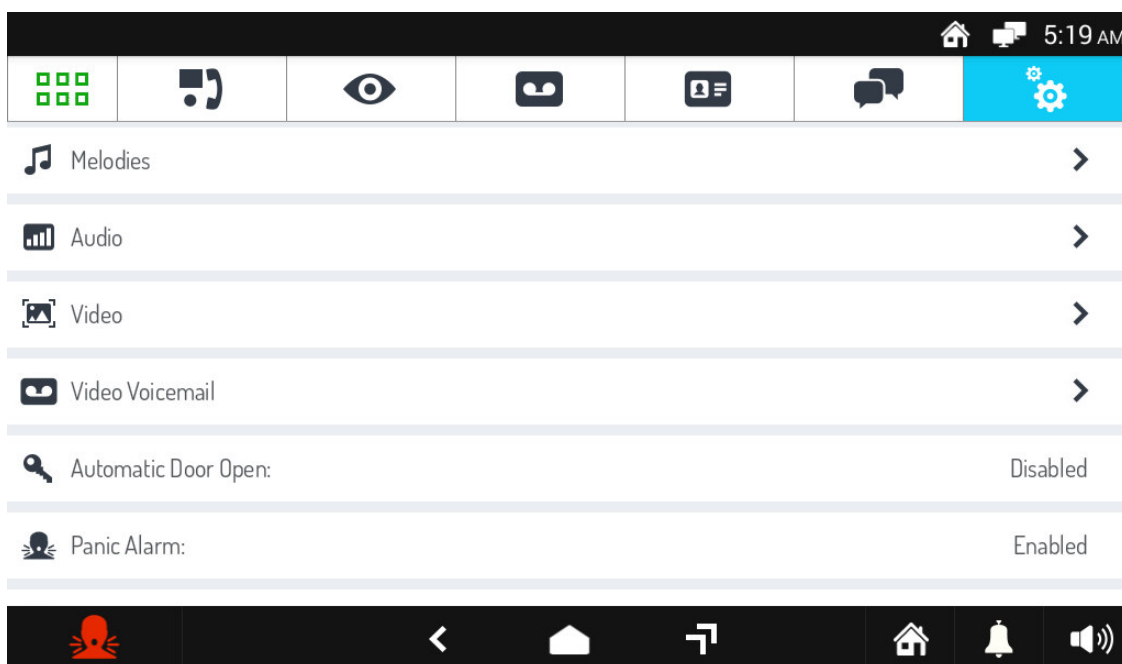 5:19 AM
Melodies
Audio
Video
Video Voicemail
Automatic Door Open: Disabled
Panic Alarm: Enabled